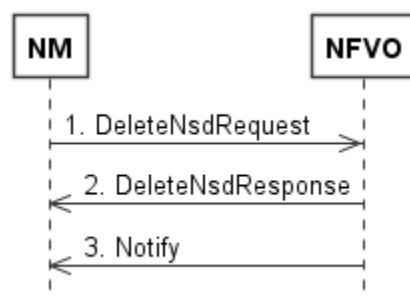 NM
NFVO
1. DeleteNsdRequest
2. DeleteNsdResponse
3. Notify